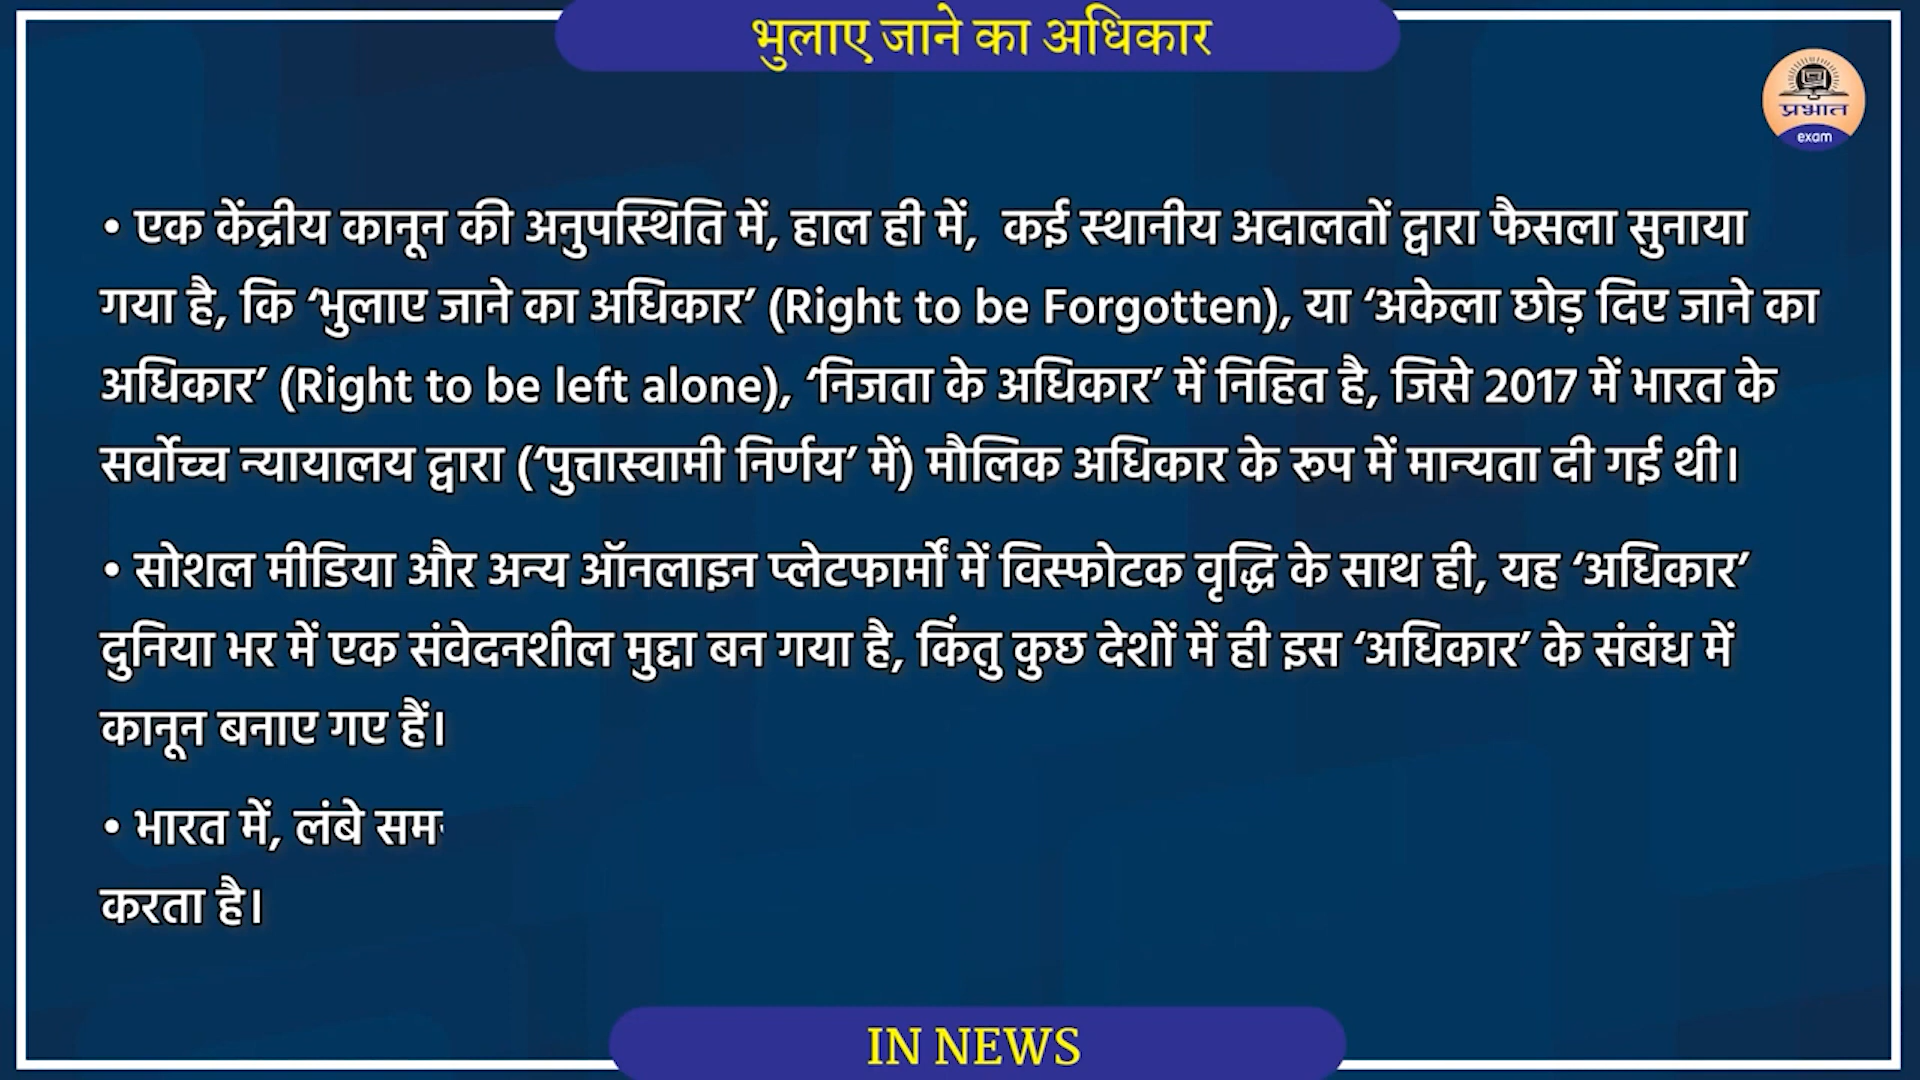 भुलाए जाने का अधिकार
प्रभात
exam
• एक केंद्रीय कानून की अनुपस्थिति में, हाल ही में,  कई स्थानीय अदालतों द्वारा फैसला सुनाया
गया है, कि ‘भुलाए जाने का अधिकार’ (Right to be Forgotten), या ‘अकेला छोड़ दिए जाने का
अधिकार’ (Right to be left alone), ‘निजता के अधिकार’ में निहित है, जिसे 2017 में भारत के
सर्वोच्च न्यायालय द्वारा (‘पुत्तास्वामी निर्णय’ में) मौलिक अधिकार के रूप में मान्यता दी गई थी।
• सोशल मीडिया और अन्य ऑनलाइन प्लेटफार्मों में विस्फोटक वृद्धि के साथ ही, यह ‘अधिकार’
दुनिया भर में एक संवेदनशील मुद्दा बन गया है, किंतु कुछ देशों में ही इस ‘अधिकार’ के संबंध में
कानून बनाए गए हैं।
• भारत में, लंबे
करता है।
IN NEWS